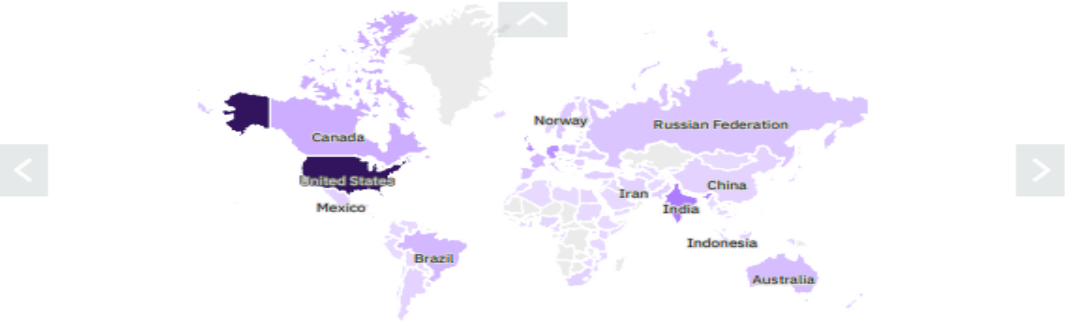 Norway
Russian Federation
Canada
United States
China
Iran
Mexico
India
Indonesia
Brazil
Australia